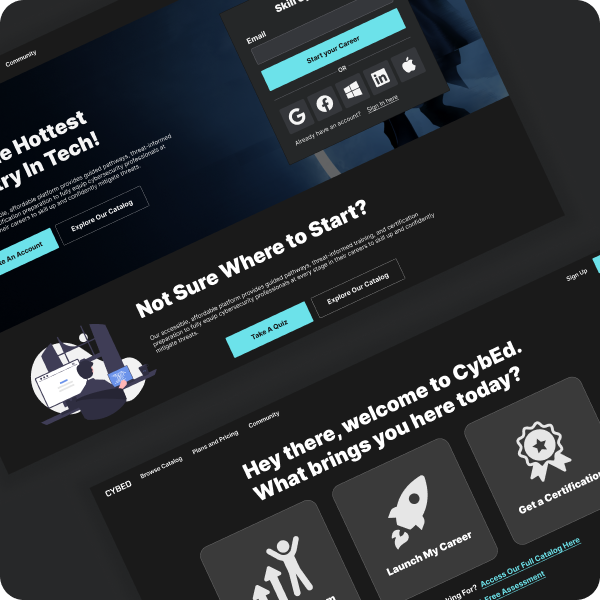 Community
Email
Start your Career
OR
Already have an account? Sign In here
Hottest
In Tech!
affordable platform provides guided pathways, threat-informed
preparation to fully equip cybersecurity professionals at
their careers to skill up and confidently mitigate threats.
An Account
Explore Our Catalog
Not Sure Where to Start?
Our accessible, affordable platform provides guided pathways, threat-informed training, and certification
preparation to fully equip cybersecurity professionals at every stage in their careers to skill up and confidently
mitigate threats.
Take A Quiz
Explore Our Catalog
Sign Up
CYBED
Browse Catalog
Plans and Pricing
Community
Hey there, welcome to CybEd.
What brings you here today?
Launch My Career
Get a Certification
For? Access Our Full Catalog Here
Free Assessment